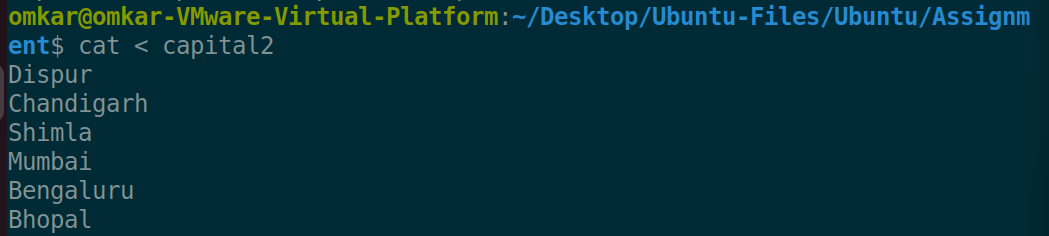 omkar@omkar-VMware-Virtual-Platform:~/Desktop/Ubuntu-Files/Ubuntu/Assignm
ent$ cat < capital2
Dispur
Chandigarh
Shimla
Mumbai
Bengaluru
Bhopal